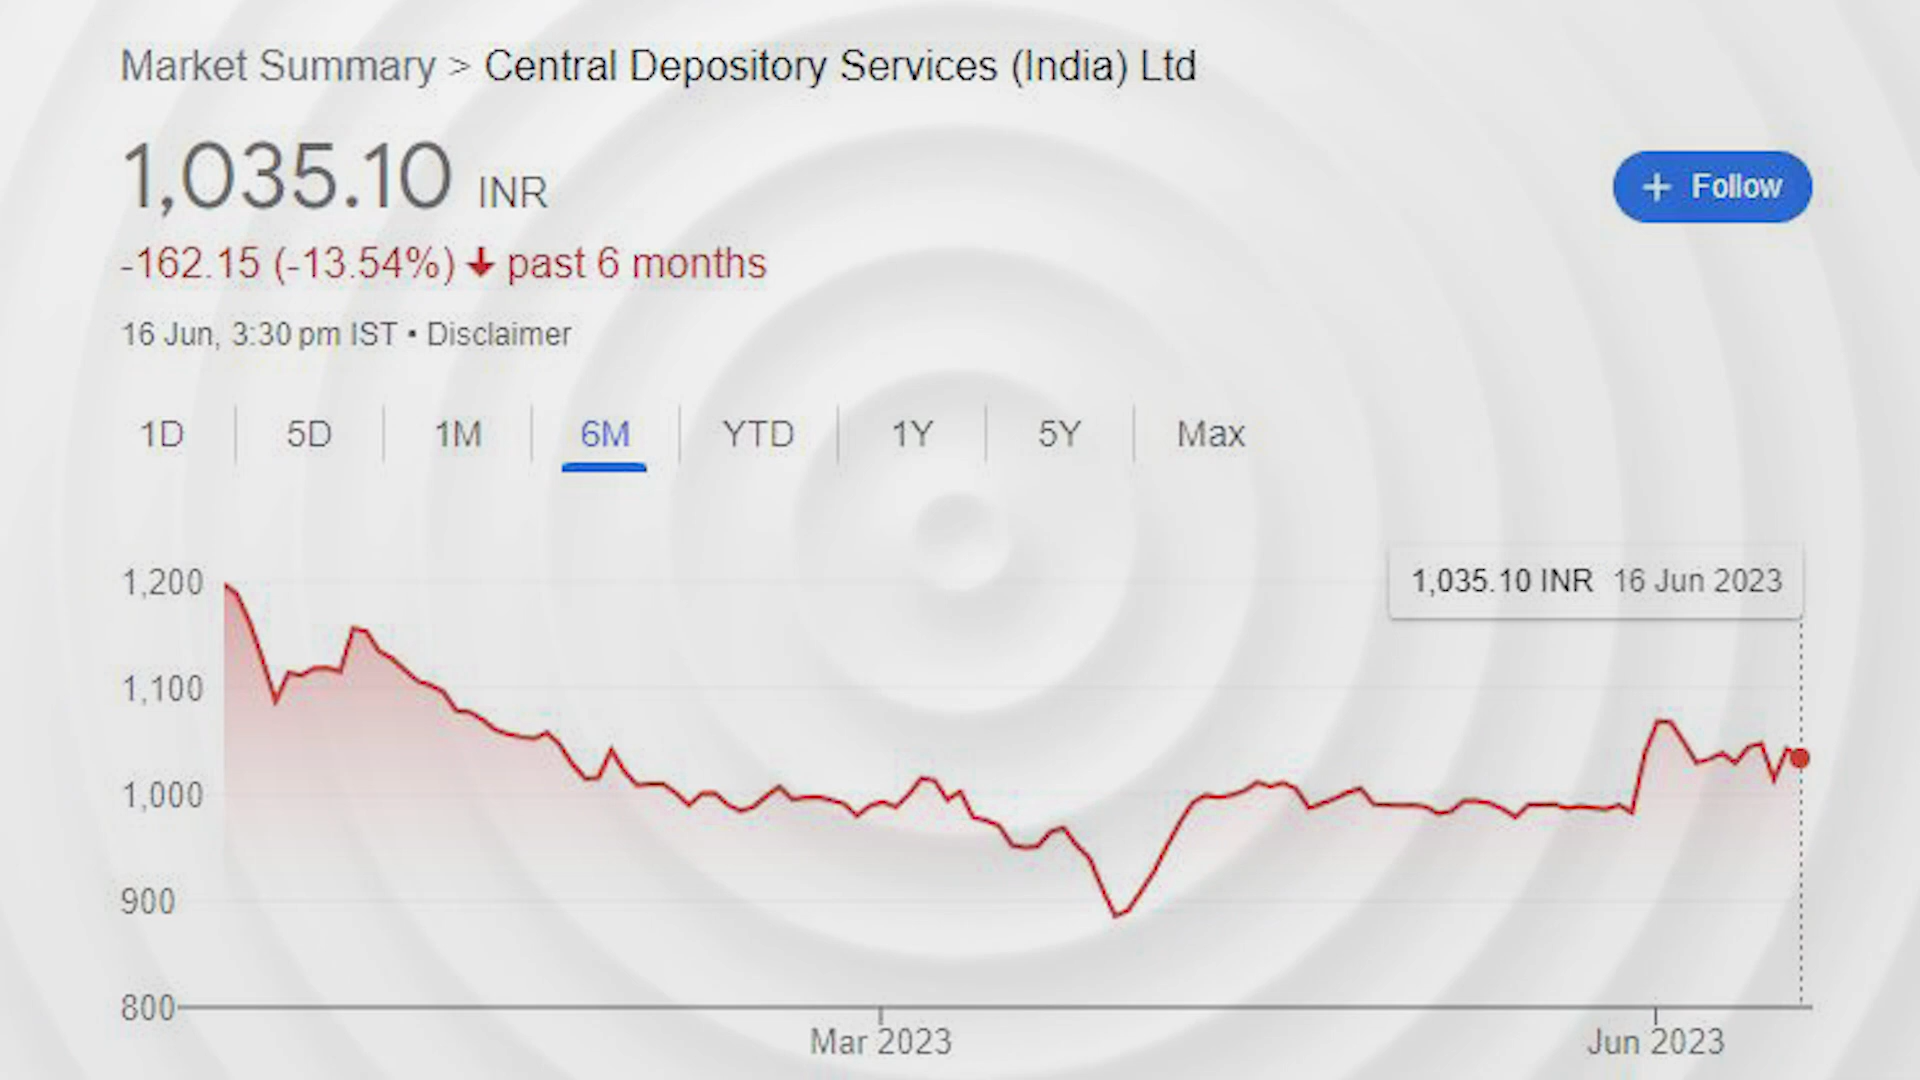 Market Summary > Central Depository Services (India) Ltd
1,035.10 INR
+ Follow
-162.15 (-13.54%) ↓ past 6 months
16 Jun, 3:30 pm IST • Disclaimer
1D 5D 1M 6M YTD 1Y 5Y Max
1,035.10 INR 16 Jun 2023
1,200
1,100
1,000
900
800
Mar 2023 Jun 2023